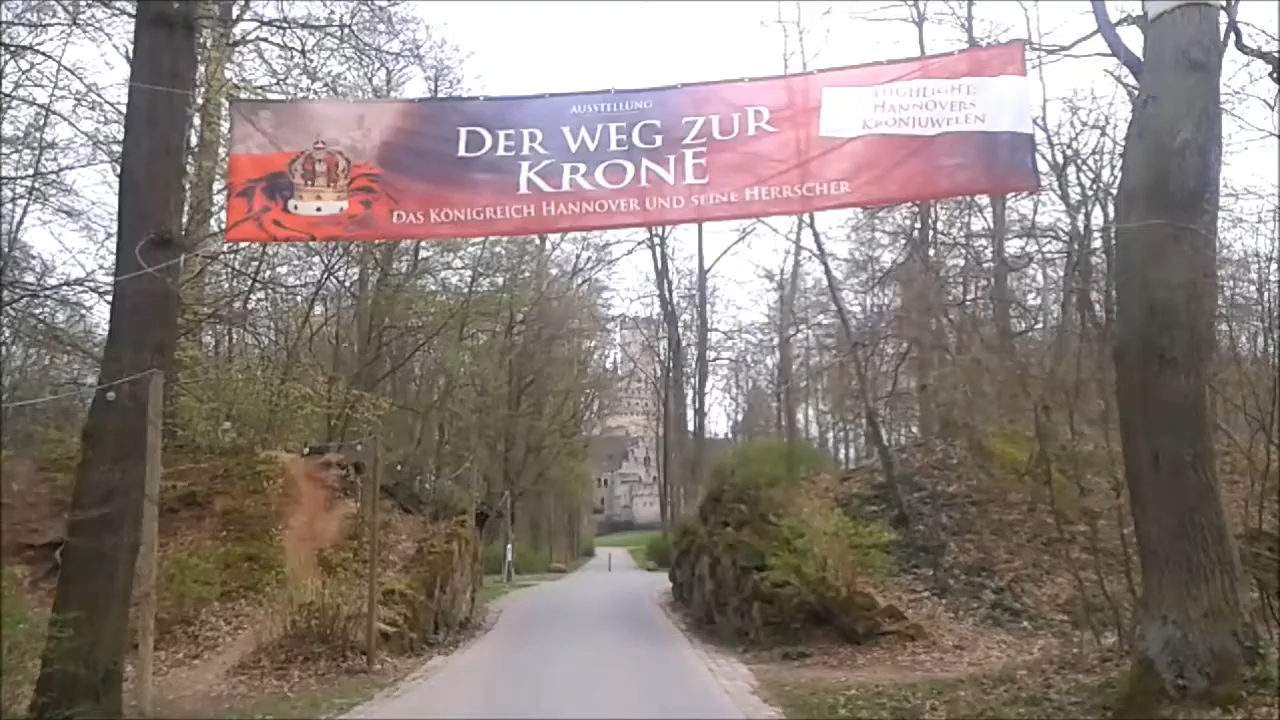 AUSSTELLUNG
DER WEG ZUR
KRONE
DAS KÖNIGREICH HANNOVER UND SEINE HERRSCHER
HIGHLIGHT:
HANNOVERS
KRONJUWELEN